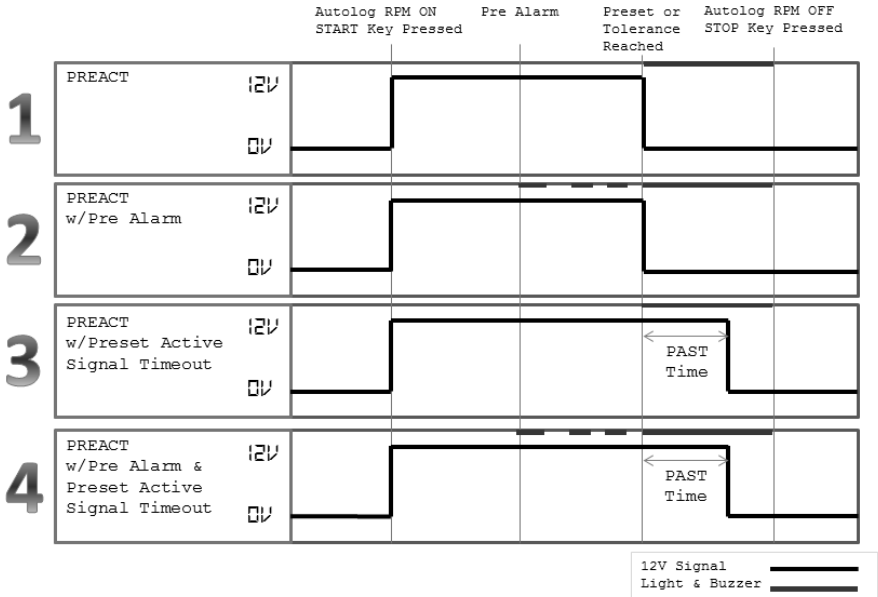 Autolog RPM ON
START Key Pressed
Pre Alarm
Preset or
Tolerance
Reached
Autolog RPM OFF
STOP Key Pressed
1
PREACT
12V
0V
2
PREACT
w/Pre Alarm
12V
0V
3
PREACT
w/Preset Active
Signal Timeout
12V
0V
PAST
Time
4
PREACT
w/Pre Alarm &
Preset Active
Signal Timeout
12V
0V
PAST
Time
12V Signal
Light & Buzzer